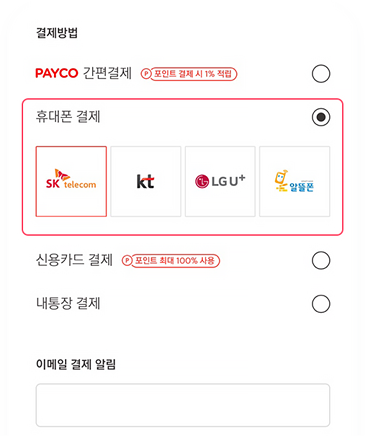 결제방법
PAYCO 간편결제 P 포인트 결제 시 1% 적립
휴대폰 결제
SK telecom kt LG U+ 알뜰폰
신용카드 결제 P 포인트 최대 100% 사용
내통장 결제
이메일 결제 알림